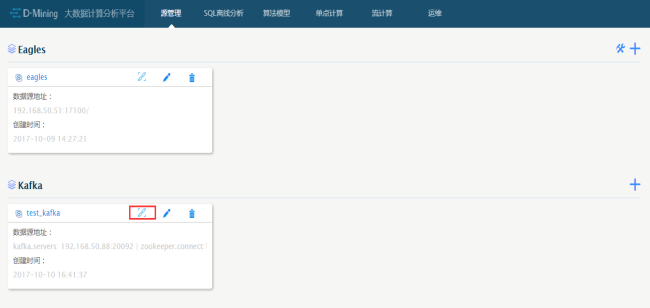 D-Mining 大数据计算分析平台 源管理 SQL离线分析 算法模型 单点计算 流计算 运维
Eagles
eagles
数据源地址：
192.168.50.51:17100/
创建时间：
2017-10-09 14:27:21
Kafka
test_kafka
数据源地址：
kafka.servers: 192.168.50.88:20092 | zookeeper.connect |
创建时间：
2017-10-10 16:41:37